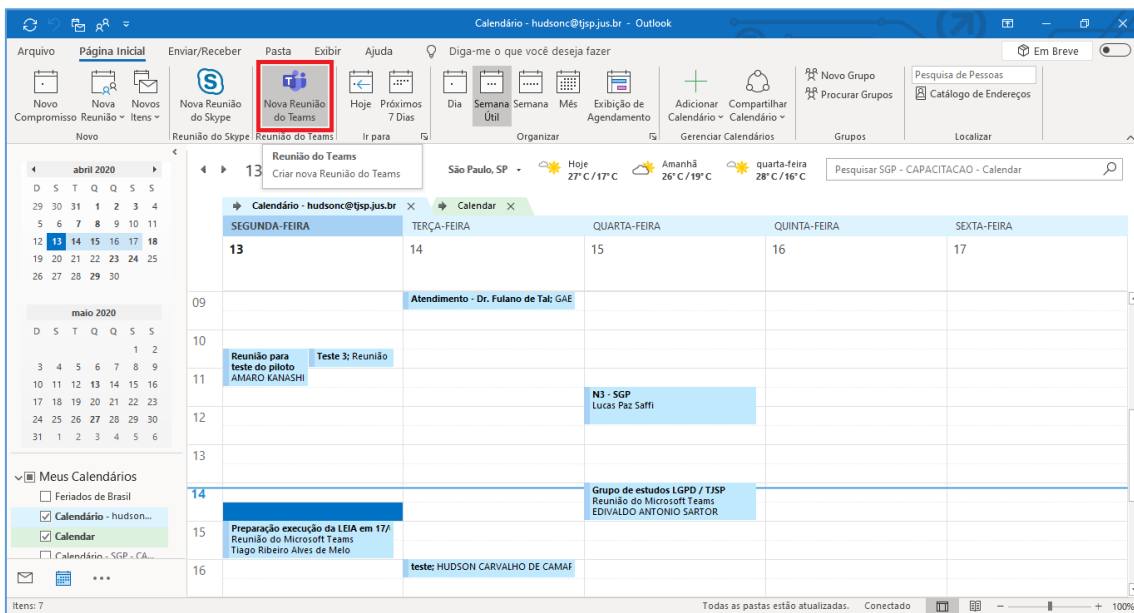 Calendário - hudsonc@tjsp.jus.br - Outlook
Arquivo Página Inicial Enviar/Receber Pasta Exibir Ajuda Diga-me o que você deseja fazer Em Breve
Novo Compromisso
Nova Reunião
Novos Itens
Nova Reunião do Skype
Nova Reunião do Teams
Hoje
Próximos 7 Dias
Dia
Semana Útil
Semana
Mês
Exibição de Agendamento
Adicionar Calendário
Compartilhar Calendário
Novo Grupo
Procurar Grupos
Pesquisa de Pessoas
Catálogo de Endereços
Novo Reunião do Skype Reunião do Teams Ir para Organizar Gerenciar Calendários Grupos Localizar
Reunião do Teams
Criar nova Reunião do Teams
13
São Paulo, SP
Hoje
27°C/17°C
Amanhã
26°C/19°C
quarta-feira
28°C/16°C
Pesquisar SGP - CAPACITACAO - Calendar
abril 2020
D S T Q Q S S
29 30 31 1 2 3 4
5 6 7 8 9 10 11
12 13 14 15 16 17 18
19 20 21 22 23 24 25
26 27 28 29 30
maio 2020
D S T Q Q S S
1 2
3 4 5 6 7 8 9
10 11 12 13 14 15 16
17 18 19 20 21 22 23
24 25 26 27 28 29 30
31 1 2 3 4 5 6
Meus Calendários
Feriados de Brasil
Calendário - hudson...
Calendar
Calendário - SGP - CA...
Calendário - hudsonc@tjsp.jus.br
Calendar
SEGUNDA-FEIRA TERÇA-FEIRA QUARTA-FEIRA QUINTA-FEIRA SEXTA-FEIRA
13 14 15 16 17
09
Atendimento - Dr. Fulano de Tal; GAE
10
Reunião para teste do piloto
AMARO KANASHI
Teste 3; Reunião
11
N3 - SGP
Lucas Paz Saffi
12
13
14
Grupo de estudos LGPD / TJSP
Reunião do Microsoft Teams
EDIVALDO ANTONIO SARTOR
15
Preparação execução da LEIA em 17/
Reunião do Microsoft Teams
Tiago Ribeiro Alves de Melo
16
teste; HUDSON CARVALHO DE CAMAF
Itens: 7
Todas as pastas estão atualizadas. Conectado
100%